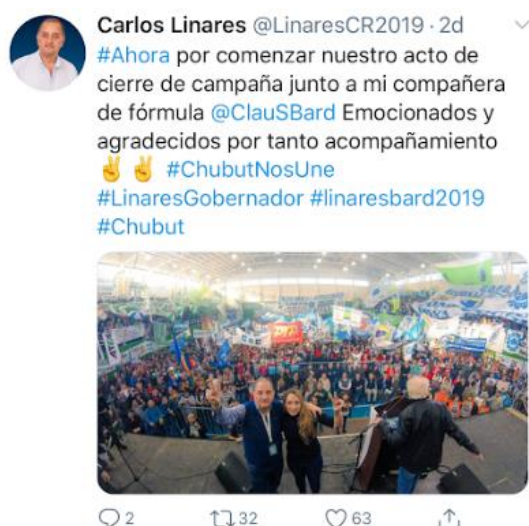 Carlos Linares @LinaresCR2019 · 2d
#Ahora por comenzar nuestro acto de
cierre de campaña junto a mi compañera
de fórmula @ClauSBard Emocionados y
agradecidos por tanto acompañamiento
✌️ ✌️ #ChubutNosUne
#LinaresGobernador #linaresbard2019
#Chubut
2 32 63